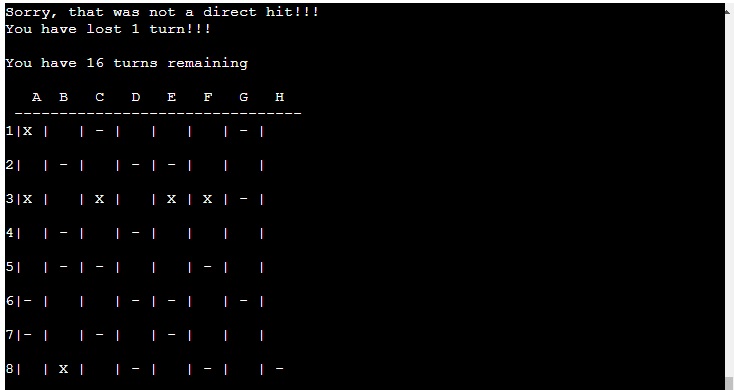 Sorry, that was not a direct hit!!!
You have lost 1 turn!!!
You have 16 turns remaining
   A  B   C   D   E   F   G   H
 --------------------------------
1|X |   | - |   |   |   | - |
2|  | - |   | - | - |   |   |
3|X |   | X |   | X | X | - |
4|  | - |   | - |   |   |   |
5|  | - | - |   |   | - |   |
6|- |   |   | - | - |   | - |
7|- |   | - |   | - |   |   |
8|  | X |   | - |   | - |   | -